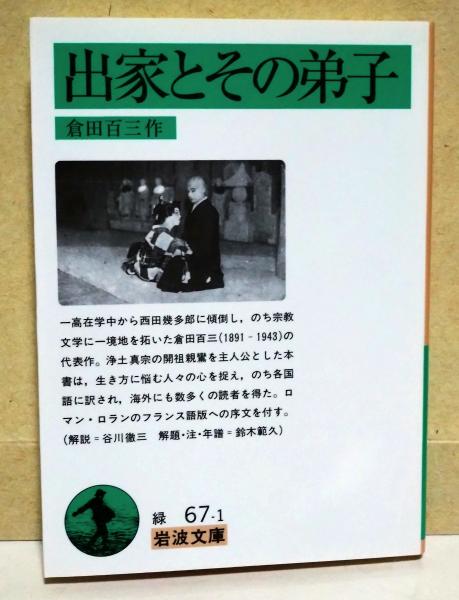 出家とその弟子
倉田百三作
一高在学中から西田幾多郎に傾倒し，のち宗教
文学に一境地を拓いた倉田百三(1891‐1943)の
代表作。浄土真宗の開祖親鸞を主人公とした本
書は，生き方に悩む人々の心を捉え，のち各国
語に訳され，海外にも数多くの読者を得た。ロ
マン・ロランのフランス語版への序文を付す。
(解説＝谷川徹三　解題・注・年譜＝鈴木範久)
緑 67-1
岩波文庫